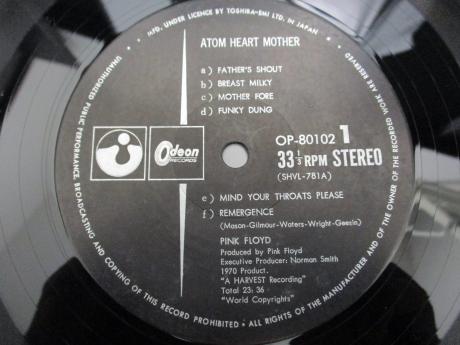 MFD. UNDER LICENCE BY TOSHIBA-EMI LTD. IN JAPAN •
UNAUTHORIZED PUBLIC PERFORMANCE, BROADCASTING AND COPYING OF THIS RECORD PROHIBITED • ALL RIGHTS OF THE MANUFACTURER AND OF THE OWNER OF THE RECORDED WORK ARE RESERVED
ATOM HEART MOTHER
a) FATHER'S SHOUT
b) BREAST MILKY
c) MOTHER FORE
d) FUNKY DUNG
Odeon
RECORDS
OP-80102 1
33 1/3 RPM STEREO
(SHVL-781A)
e) MIND YOUR THROATS PLEASE
f) REMERGENCE
(Mason-Gilmour-Waters-Wright-Geesin)
PINK FLOYD
Produced by Pink Floyd
Executive Producer: Norman Smith
1970 Product.
"A HARVEST Recording"
Total 23; 36
"World Copyrights"